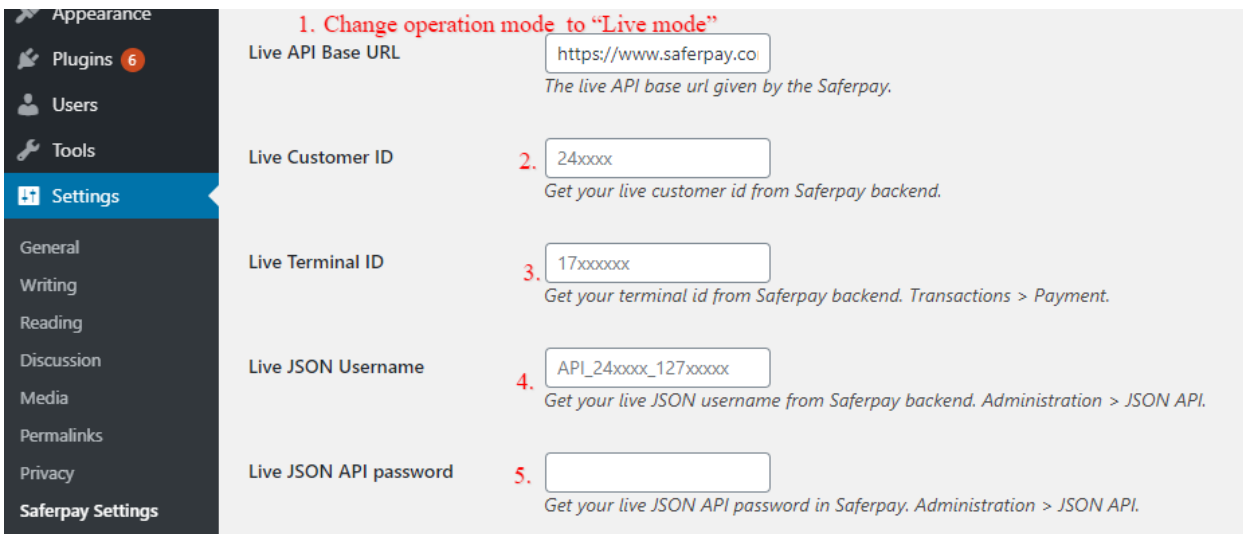 Appearance
Plugins 6
Users
Tools
Settings
General
Writing
Reading
Discussion
Media
Permalinks
Privacy
Saferpay Settings
1. Change operation mode to “Live mode”
Live API Base URL
https://www.saferpay.co
The live API base url given by the Saferpay.
Live Customer ID
2.
24xxxx
Get your live customer id from Saferpay backend.
Live Terminal ID
3.
17xxxxxx
Get your terminal id from Saferpay backend. Transactions > Payment.
Live JSON Username
4.
API_24xxxx_127xxxxx
Get your live JSON username from Saferpay backend. Administration > JSON API.
Live JSON API password
5.
Get your live JSON API password in Saferpay. Administration > JSON API.